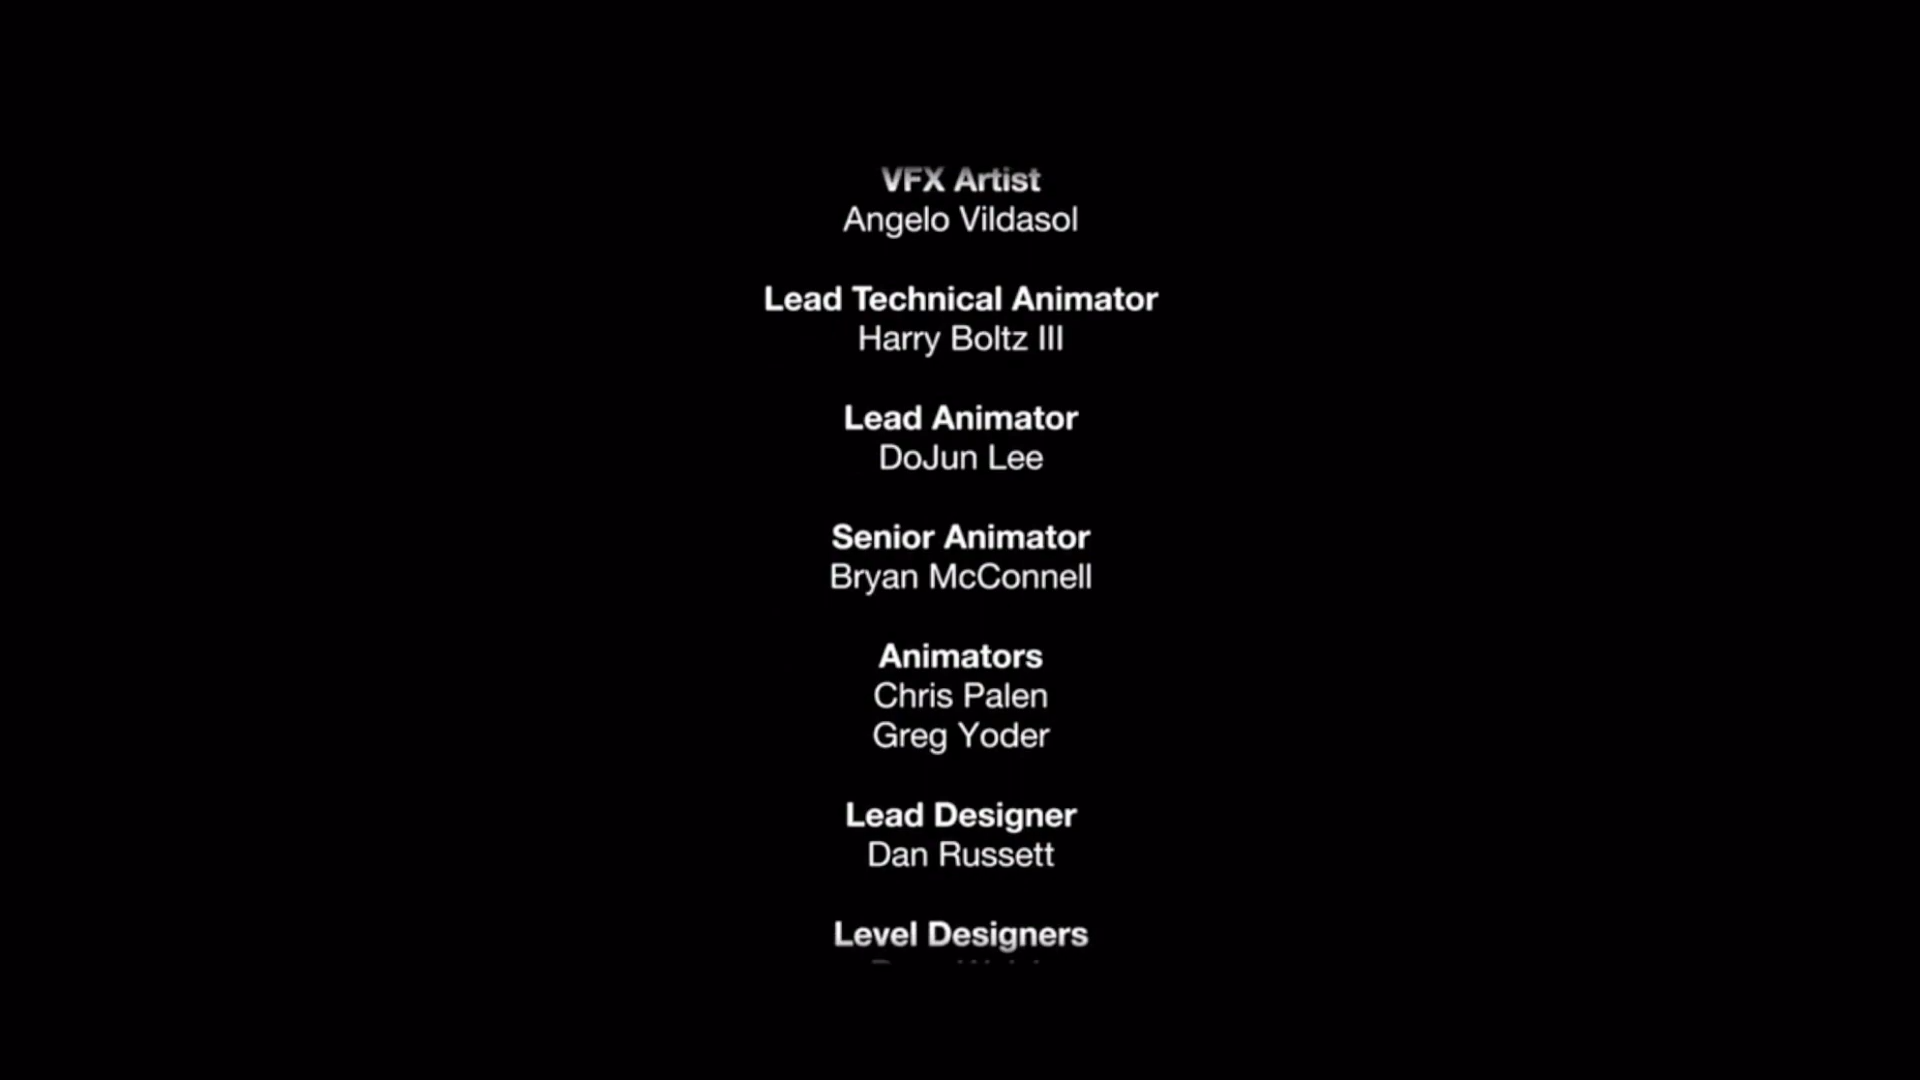 VFX Artist
Angelo Vildasol
Lead Technical Animator
Harry Boltz III
Lead Animator
DoJun Lee
Senior Animator
Bryan McConnell
Animators
Chris Palen
Greg Yoder
Lead Designer
Dan Russett
Level Designers